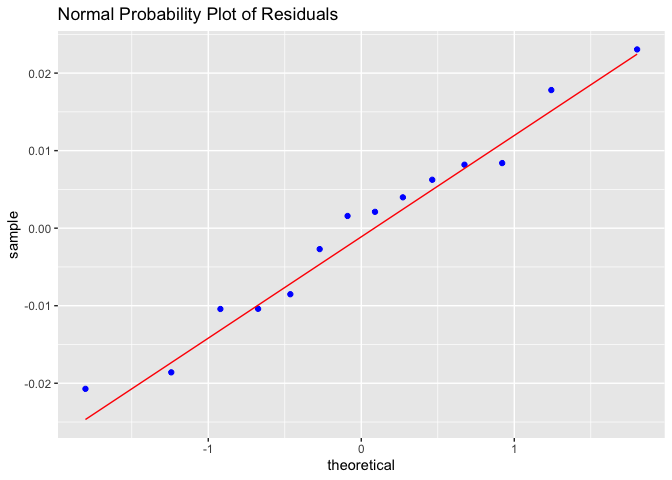 Normal Probability Plot of Residuals
0.02
0.01
0.00
-0.01
-0.02
sample
-1
0
1
theoretical